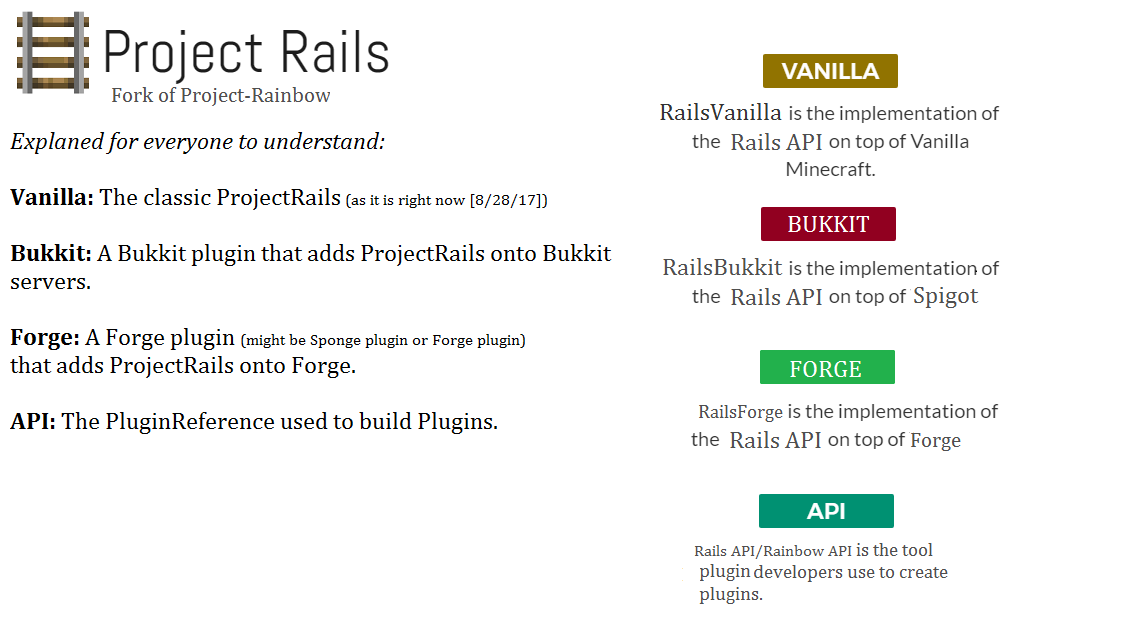 Project Rails
Fork of Project-Rainbow
Explaned for everyone to understand:
Vanilla: The classic ProjectRails (as it is right now [8/28/17])
Bukkit: A Bukkit plugin that adds ProjectRails onto Bukkit
servers.
Forge: A Forge plugin (might be Sponge plugin or Forge plugin)
that adds ProjectRails onto Forge.
API: The PluginReference used to build Plugins.
VANILLA
RailsVanilla is the implementation of
the Rails API on top of Vanilla
Minecraft.
BUKKIT
RailsBukkit is the implementation of
the Rails API on top of Spigot
FORGE
RailsForge is the implementation of
the Rails API on top of Forge
API
Rails API/Rainbow API is the tool
plugin developers use to create
plugins.